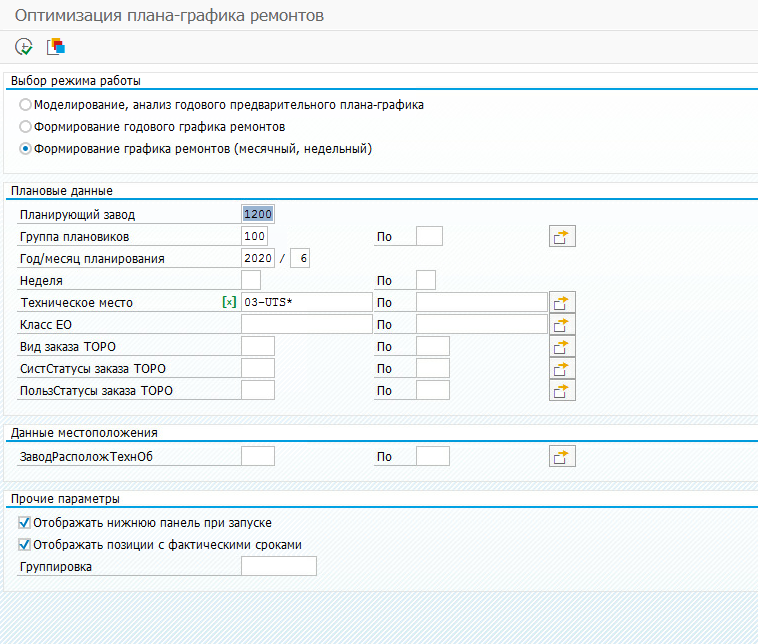 Оптимизация плана-графика ремонтов
Выбор режима работы
Моделирование, анализ годового предварительного плана-графика
Формирование годового графика ремонтов
Формирование графика ремонтов (месячный, недельный)
Плановые данные
Планирующий завод 1200
Группа плановиков 100 По
Год/месяц планирования 2020 / 6
Неделя По
Техническое место [x] 03-UTS* По
Класс ЕО По
Вид заказа ТОРО По
СистСтатусы заказа ТОРО По
ПользСтатусы заказа ТОРО По
Данные местоположения
ЗаводРасположТехнОб По
Прочие параметры
Отображать нижнюю панель при запуске
Отображать позиции с фактическими сроками
Группировка